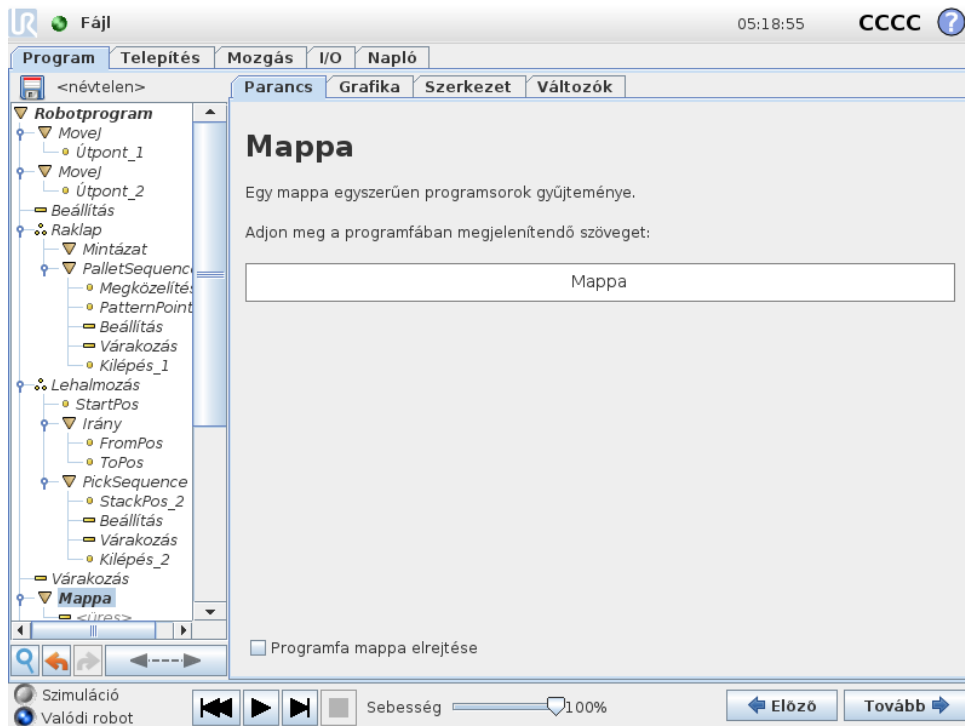 UR Fájl 05:18:55 CCCC ?
Program Telepítés Mozgás I/O Napló
<névtelen>
Parancs Grafika Szerkezet Változók
Robotprogram
MoveJ
Útpont_1
MoveJ
Útpont_2
Beállítás
Raklap
Mintázat
PalletSequenc
Megközelítés
PatternPoint
Beállítás
Várakozás
Kilépés_1
Lehalmozás
StartPos
Irány
FromPos
ToPos
PickSequence
StackPos_2
Beállítás
Várakozás
Kilépés_2
Várakozás
Mappa
<üres>
Mappa
Egy mappa egyszerűen programsorok gyűjteménye.
Adjon meg a programfában megjelenítendő szöveget:
Mappa
Programfa mappa elrejtése
Szimuláció
Valódi robot
Sebesség 100%
Előző Tovább